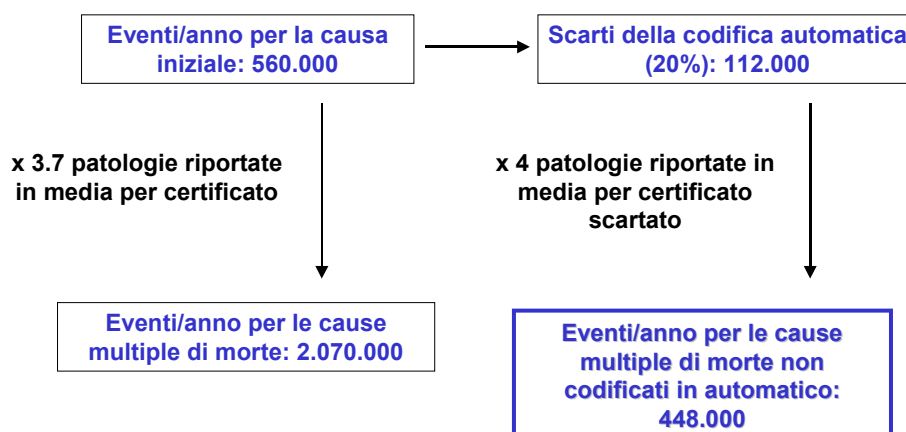 Eventi/anno per la causa
iniziale: 560.000
Scarti della codifica automatica
(20%): 112.000
x 3.7 patologie riportate
in media per certificato
x 4 patologie riportate in
media per certificato
scartato
Eventi/anno per le cause
multiple di morte: 2.070.000
Eventi/anno per le cause
multiple di morte non
codificati in automatico:
448.000